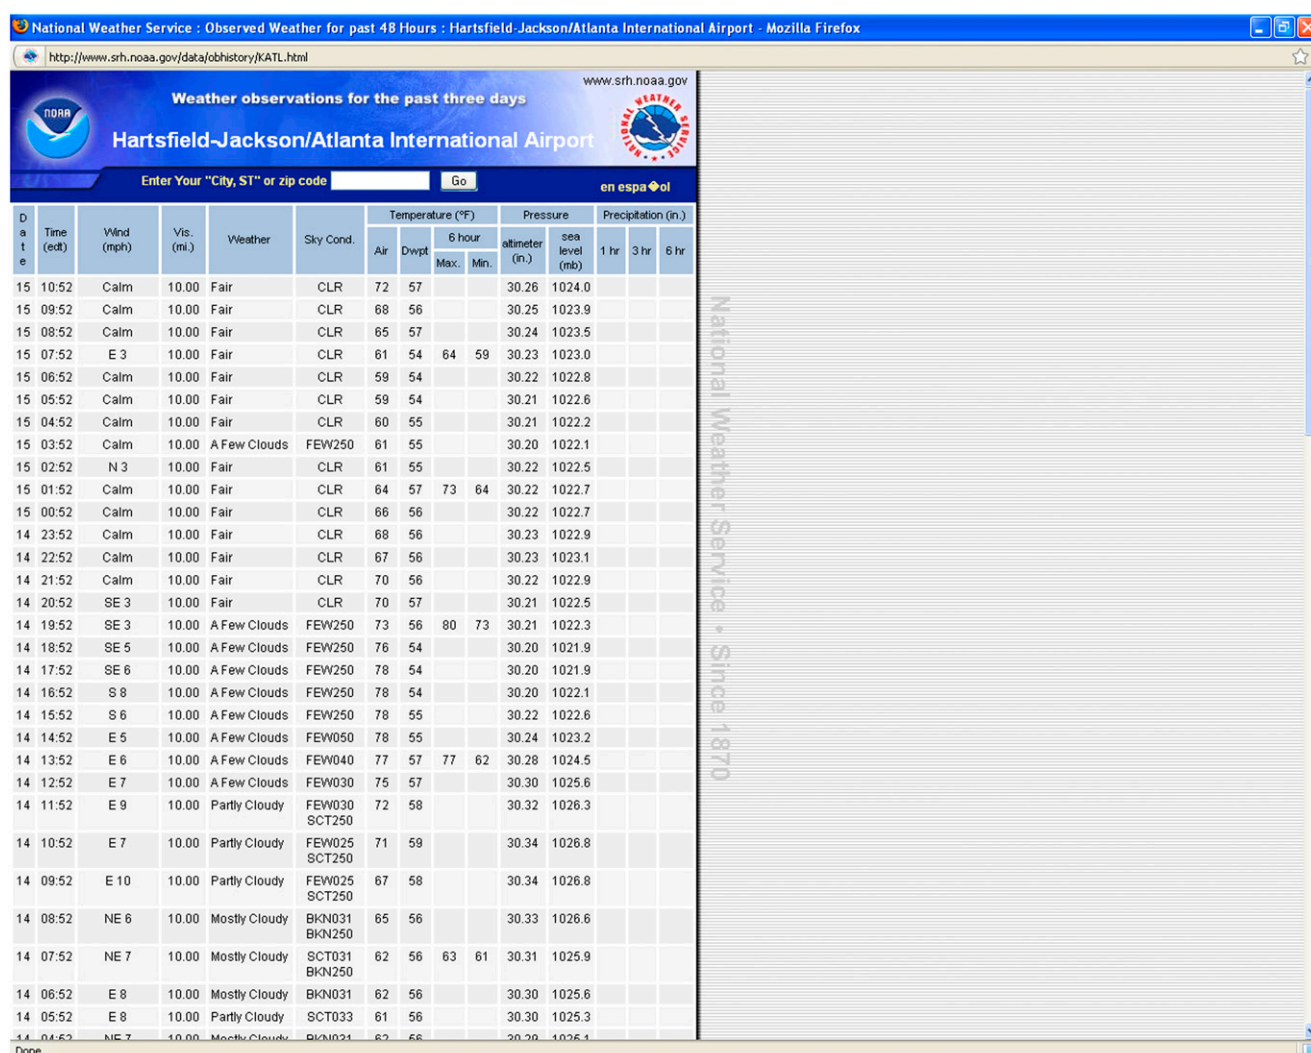 National Weather Service : Observed Weather for past 48 Hours : Hartsfield-Jackson/Atlanta International Airport - Mozilla Firefox
http://www.srh.noaa.gov/data/obhistory/KATL.html
www.srh.noaa.gov
NOAA
Weather observations for the past three days
NATIONAL WEATHER SERVICE
Hartsfield-Jackson/Atlanta International Airport
Enter Your "City, ST" or zip code Go en espa�ol
Date Time (edt) Wind (mph) Vis. (mi.) Weather Sky Cond. Temperature (ºF) Pressure Precipitation (in.)
Air Dwpt 6 hour altimeter (in.) sea level (mb) 1 hr 3 hr 6 hr
Max. Min.
15 10:52 Calm 10.00 Fair CLR 72 57 30.26 1024.0
15 09:52 Calm 10.00 Fair CLR 68 56 30.25 1023.9
15 08:52 Calm 10.00 Fair CLR 65 57 30.24 1023.5
15 07:52 E 3 10.00 Fair CLR 61 54 64 59 30.23 1023.0
15 06:52 Calm 10.00 Fair CLR 59 54 30.22 1022.8
15 05:52 Calm 10.00 Fair CLR 59 54 30.21 1022.6
15 04:52 Calm 10.00 Fair CLR 60 55 30.21 1022.2
15 03:52 Calm 10.00 A Few Clouds FEW250 61 55 30.20 1022.1
15 02:52 N 3 10.00 Fair CLR 61 55 30.22 1022.5
15 01:52 Calm 10.00 Fair CLR 64 57 73 64 30.22 1022.7
15 00:52 Calm 10.00 Fair CLR 66 56 30.22 1022.7
14 23:52 Calm 10.00 Fair CLR 68 56 30.23 1022.9
14 22:52 Calm 10.00 Fair CLR 67 56 30.23 1023.1
14 21:52 Calm 10.00 Fair CLR 70 56 30.22 1022.9
14 20:52 SE 3 10.00 Fair CLR 70 57 30.21 1022.5
14 19:52 SE 3 10.00 A Few Clouds FEW250 73 56 80 73 30.21 1022.3
14 18:52 SE 5 10.00 A Few Clouds FEW250 76 54 30.20 1021.9
14 17:52 SE 6 10.00 A Few Clouds FEW250 78 54 30.20 1021.9
14 16:52 S 8 10.00 A Few Clouds FEW250 78 54 30.20 1022.1
14 15:52 S 6 10.00 A Few Clouds FEW250 78 55 30.22 1022.6
14 14:52 E 5 10.00 A Few Clouds FEW050 78 55 30.24 1023.2
14 13:52 E 6 10.00 A Few Clouds FEW040 77 57 77 62 30.28 1024.5
14 12:52 E 7 10.00 A Few Clouds FEW030 75 57 30.30 1025.6
14 11:52 E 9 10.00 Partly Cloudy FEW030 72 58 30.32 1026.3
SCT250
14 10:52 E 7 10.00 Partly Cloudy FEW025 71 59 30.34 1026.8
SCT250
14 09:52 E 10 10.00 Partly Cloudy FEW025 67 58 30.34 1026.8
SCT250
14 08:52 NE 6 10.00 Mostly Cloudy BKN031 65 56 30.33 1026.6
BKN250
14 07:52 NE 7 10.00 Mostly Cloudy SCT031 62 56 63 61 30.31 1025.9
BKN250
14 06:52 E 8 10.00 Mostly Cloudy BKN031 62 56 30.30 1025.6
14 05:52 E 8 10.00 Partly Cloudy SCT033 61 56 30.30 1025.3
14 04:52 NE 7 10.00 Mostly Cloudy BKN031 62 56 30.29 1025.1
National Weather Service • Since 1870
Done